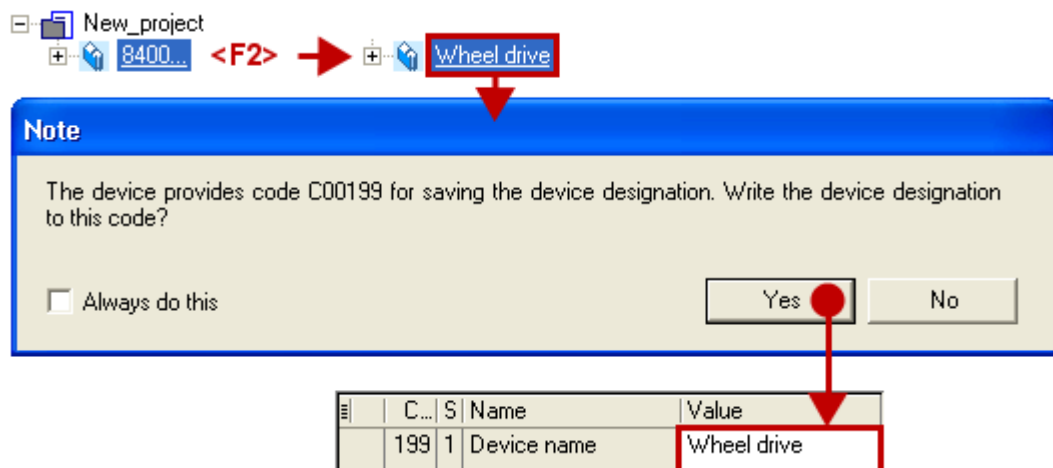 New_project
8400... <F2> Wheel drive
Note
The device provides code C00199 for saving the device designation. Write the device designation
to this code?
Always do this Yes No
C... S Name Value
199 1 Device name Wheel drive